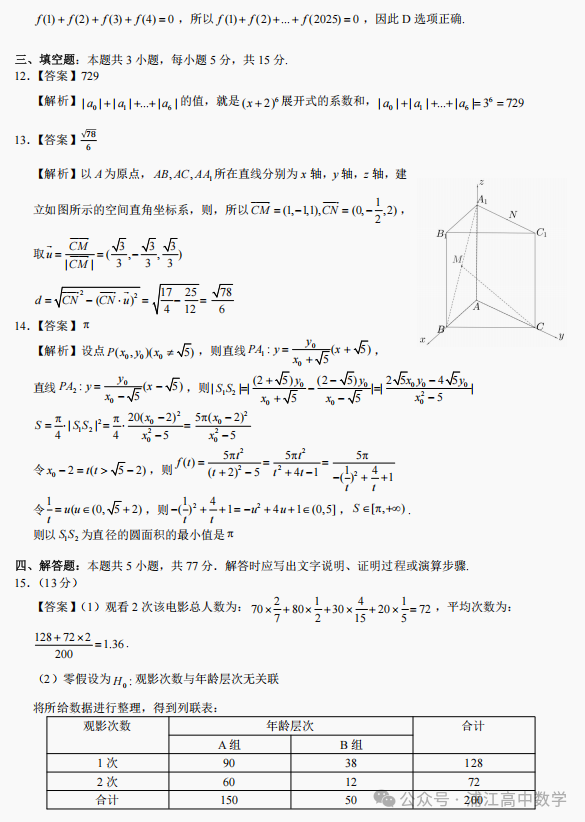 f(1)+f(2)+f(3)+f(4)=0，所以 f(1)+f(2)+...+f(2025)=0，因此 D 选项正确.
三、填空题：本题共 3 小题，每小题 5 分，共 15 分.
12.【答案】729
【解析】|a₀|+|a₁|+...+|a₆| 的值，就是 (x+2)⁶ 展开式的系数和，|a₀|+|a₁|+...+|a₆|=3⁶=729
13.【答案】√78/6
【解析】以 A 为原点，AB,AC,AA₁ 所在直线分别为 x 轴，y 轴，z 轴，建
立如图所示的空间直角坐标系，则，所以 \overrightarrow{CM}=(1,-1,1),\overrightarrow{CN}=(0,-1/2,2)，
取 \vec{u}=\overrightarrow{CM}/|\overrightarrow{CM}|=(√3/3,-√3/3,√3/3)
d=√(\overrightarrow{CN}²-(\overrightarrow{CN}·\vec{u})²)=√(17/4-25/12)=√78/6
z
A₁
N
B₁
C₁
M
A
B
C
x
y
14.【答案】π
【解析】设点 P(x₀,y₀)(x₀≠√5)，则直线 PA₁:y=y₀/(x₀+√5)(x+√5)，
直线 PA₂:y=y₀/(x₀-√5)(x-√5)，则|S₁S₂|=|(2+√5)y₀/(x₀+√5)-(2-√5)y₀/(x₀-√5)|=|(2√5x₀y₀-4√5y₀)/(x₀²-5)|
S=π/4·|S₁S₂|²=π/4·20(x₀-2)²/(x₀²-5)=5π(x₀-2)²/(x₀²-5)
令 x₀-2=t(t>√5-2)，则 f(t)=5πt²/((t+2)²-5)=5πt²/(t²+4t-1)=5π/(-(1/t)²+4/t+1)
令 1/t=u(u∈(0,√5+2)，则-(1/t)²+4/t+1=-u²+4u+1∈(0,5]，S∈[π,+∞).
则以 S₁S₂ 为直径的圆面积的最小值是 π
四、解答题：本题共 5 小题，共 77 分．解答时应写出文字说明、证明过程或演算步骤.
15.（13 分）
【答案】（1）观看 2 次该电影总人数为：70×2/7+80×1/2+30×4/15+20×1/5=72，平均次数为：
(128+72×2)/200=1.36.
（2）零假设为 H₀:观影次数与年龄层次无关联
将所给数据进行整理，得到列联表：
观影次数 年龄层次 合计
A 组 B 组
1 次 90 38 128
2 次 60 12 72
合计 150 50 200
公众号 · 浦江高中数学